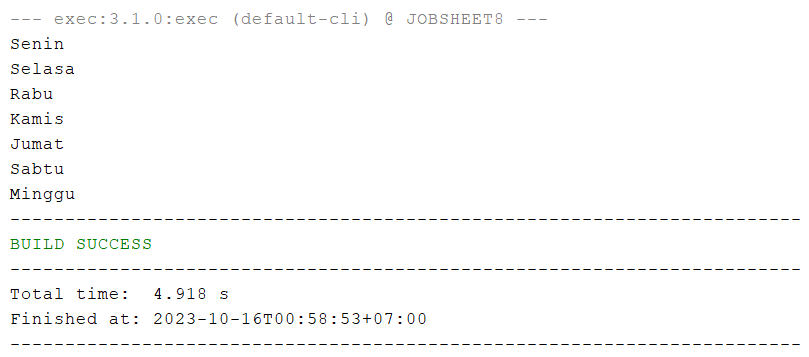 --- exec:3.1.0:exec (default-cli) @ JOBSHEET8 ---
Senin
Selasa
Rabu
Kamis
Jumat
Sabtu
Minggu
------------------------------------------------------------------------
BUILD SUCCESS
------------------------------------------------------------------------
Total time:  4.918 s
Finished at: 2023-10-16T00:58:53+07:00
------------------------------------------------------------------------